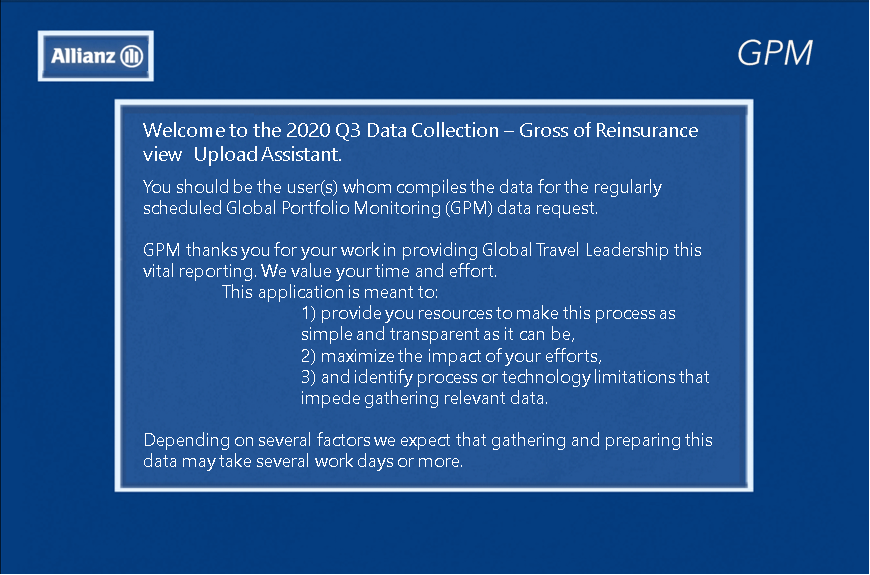 Allianz
GPM
Welcome to the 2020 Q3 Data Collection – Gross of Reinsurance
view Upload Assistant.
You should be the user(s) whom compiles the data for the regularly
scheduled Global Portfolio Monitoring (GPM) data request.
GPM thanks you for your work in providing Global Travel Leadership this
vital reporting. We value your time and effort.
This application is meant to:
1) provide you resources to make this process as
simple and transparent as it can be,
2) maximize the impact of your efforts,
3) and identify process or technology limitations that
impede gathering relevant data.
Depending on several factors we expect that gathering and preparing this
data may take several work days or more.